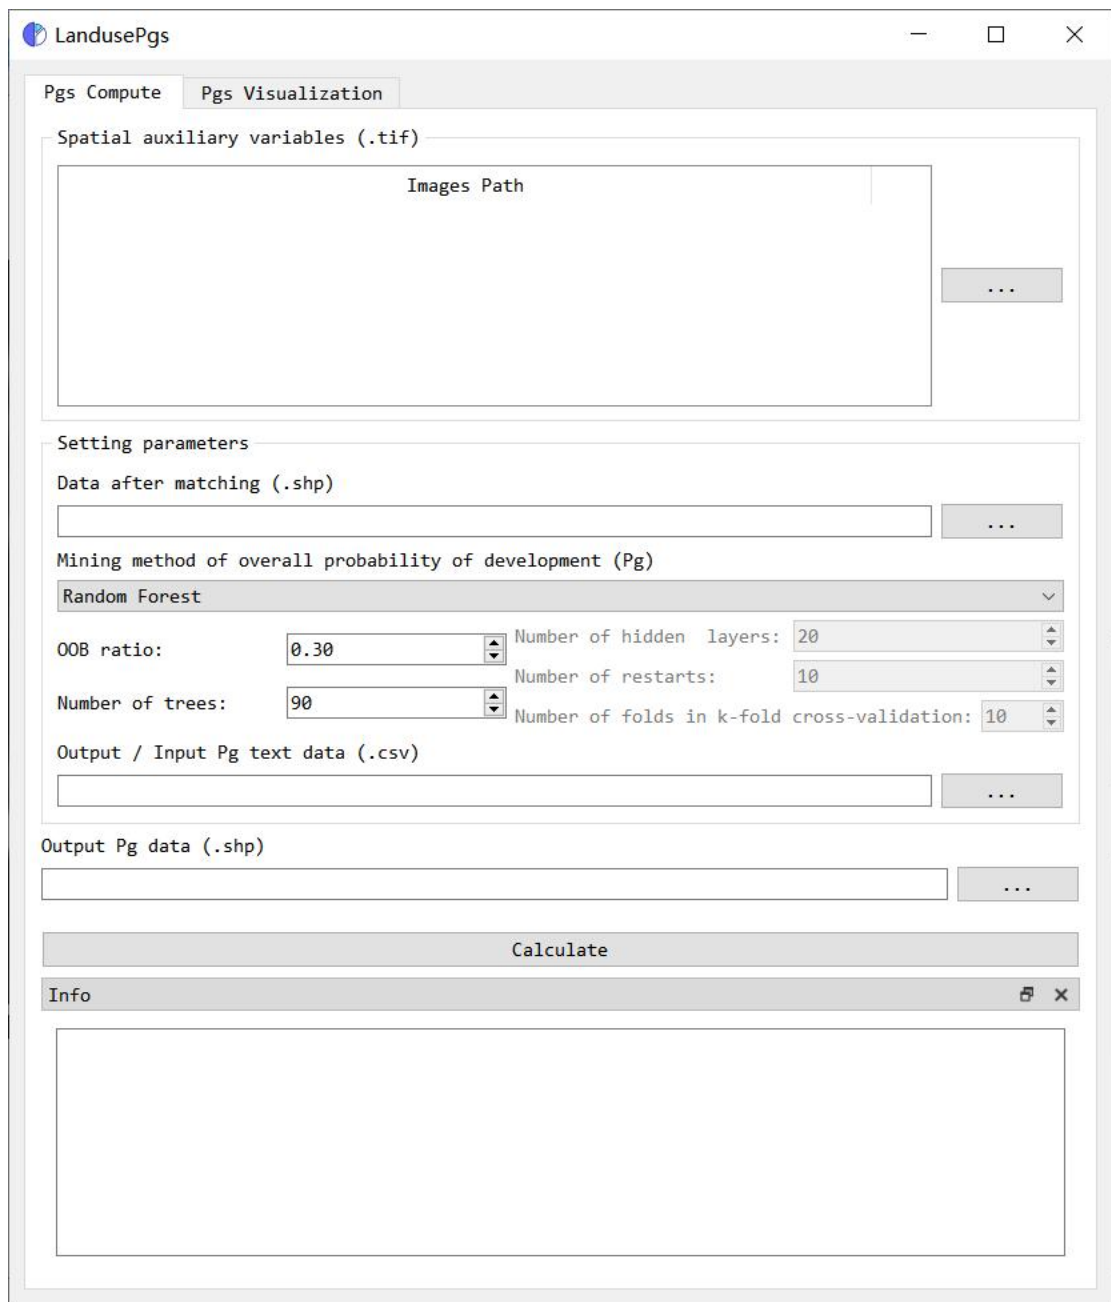 LandusePgs
Pgs Compute Pgs Visualization
Spatial auxiliary variables (.tif)
Images Path
...
Setting parameters
Data after matching (.shp)
...
Mining method of overall probability of development (Pg)
Random Forest
OOB ratio: 0.30
Number of trees: 90
Number of hidden layers: 20
Number of restarts: 10
Number of folds in k-fold cross-validation: 10
Output / Input Pg text data (.csv)
...
Output Pg data (.shp)
...
Calculate
Info